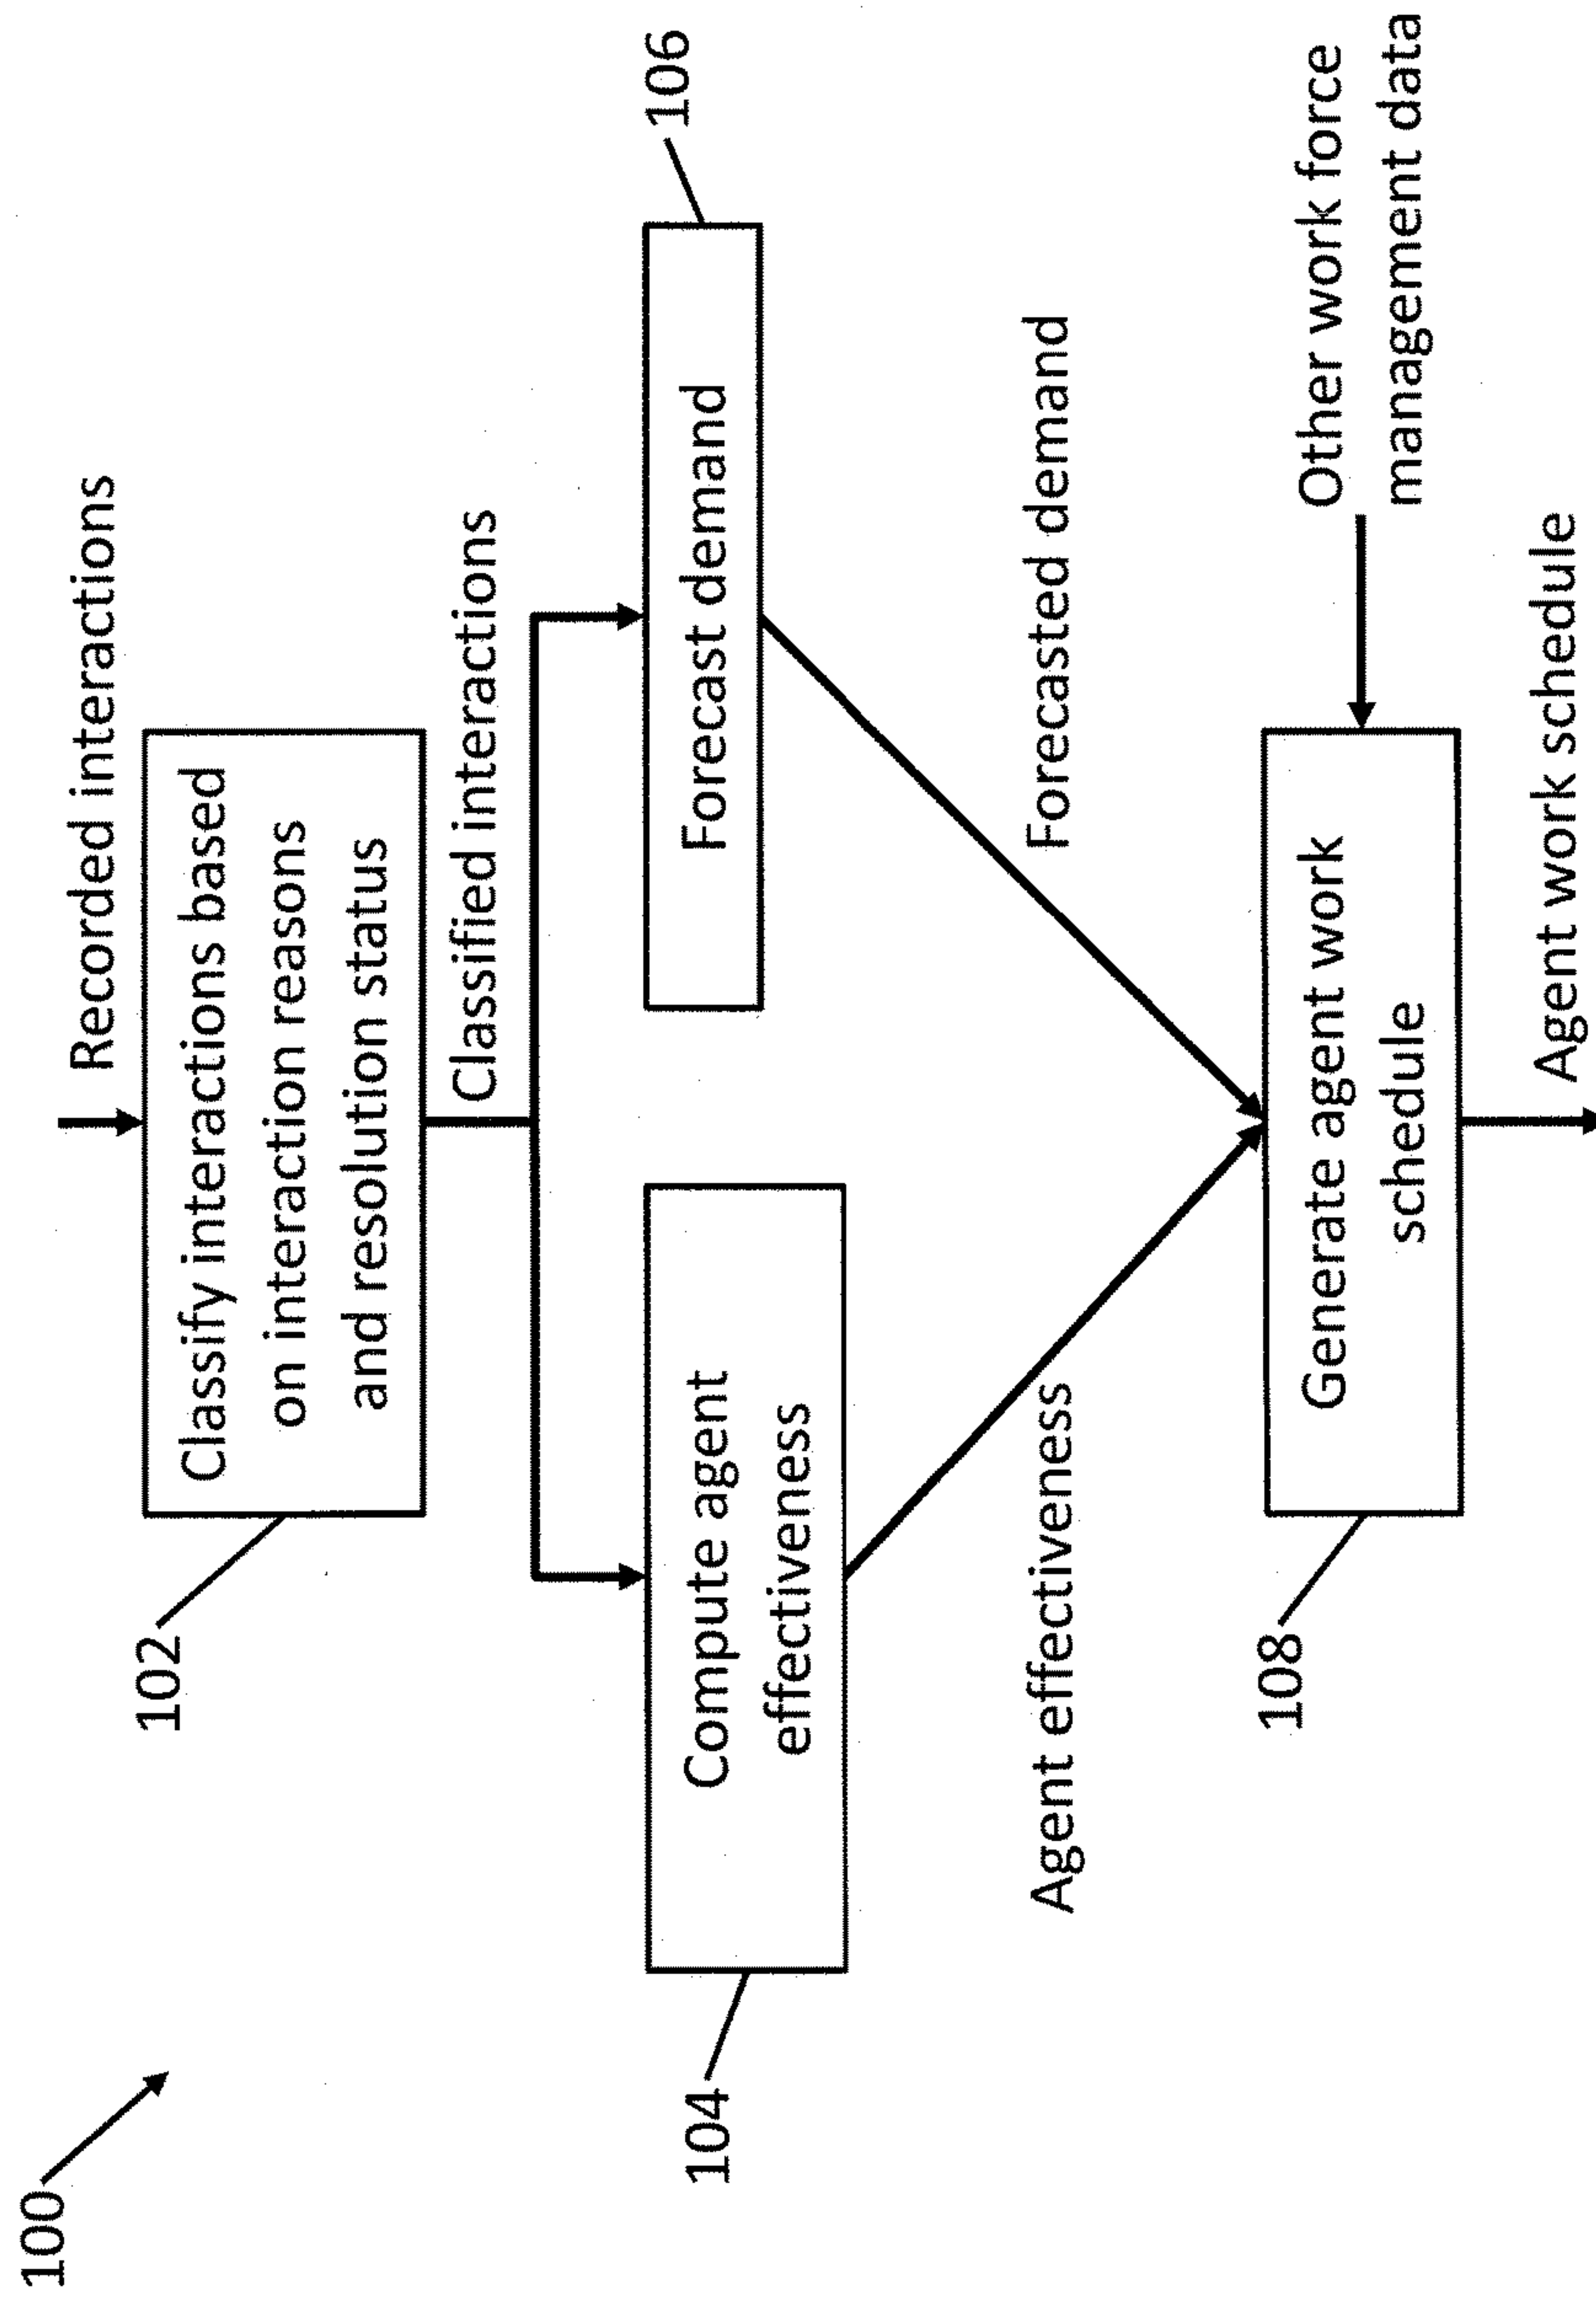 100
Recorded interactions
102
Classify interactions based
on interaction reasons
and resolution status
Classified interactions
104
Compute agent
effectiveness
Forecast demand
106
Agent effectiveness
Forecasted demand
108
Generate agent work
schedule
Other work force
management data
Agent work schedule